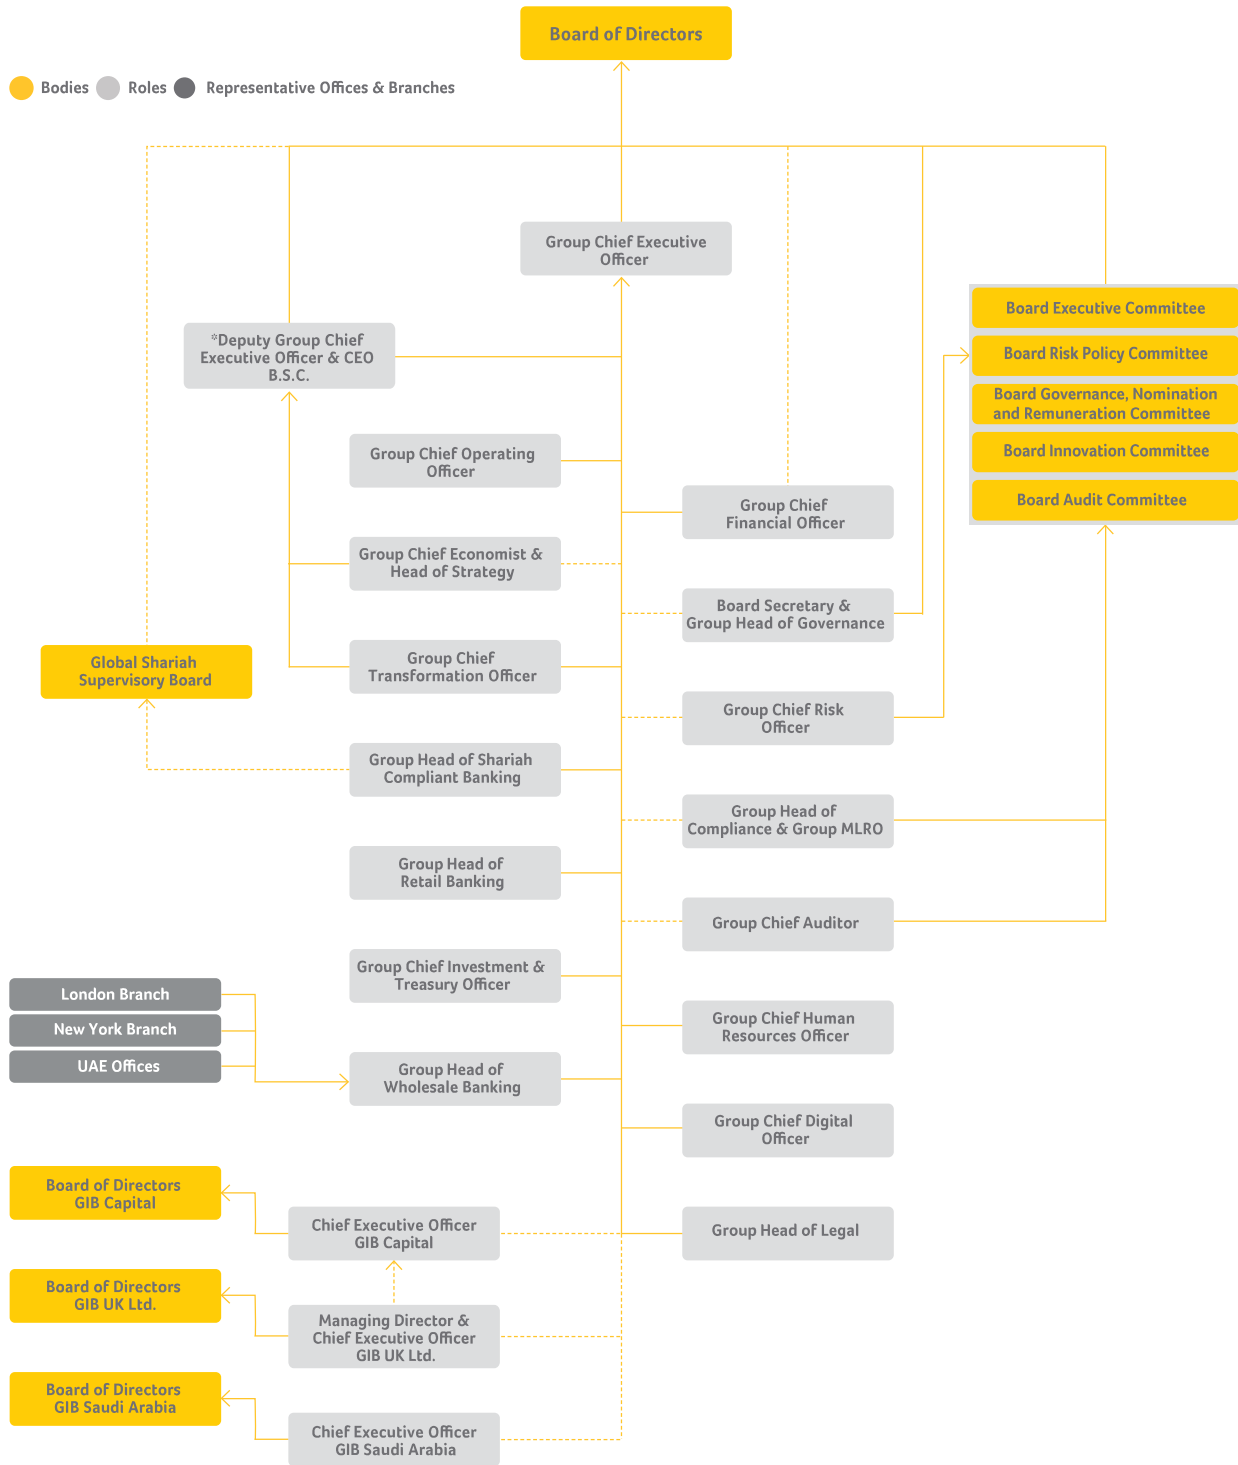 Board of Directors
Bodies
Roles
Representative Offices & Branches
Group Chief Executive
Officer
Board Executive Committee
*Deputy Group Chief
Executive Officer & CEO
B.S.C.
Board Risk Policy Committee
Board Governance, Nomination
and Remuneration Committee
Board Innovation Committee
Board Audit Committee
Group Chief Operating
Officer
Group Chief
Financial Officer
Group Chief Economist &
Head of Strategy
Board Secretary &
Group Head of Governance
Group Chief
Transformation Officer
Global Shariah
Supervisory Board
Group Chief Risk
Officer
Group Head of Shariah
Compliant Banking
Group Head of
Compliance & Group MLRO
Group Head of
Retail Banking
Group Chief Auditor
Group Chief Investment &
Treasury Officer
London Branch
New York Branch
UAE Offices
Group Chief Human
Resources Officer
Group Head of
Wholesale Banking
Group Chief Digital
Officer
Board of Directors
GIB Capital
Chief Executive Officer
GIB Capital
Group Head of Legal
Board of Directors
GIB UK Ltd.
Managing Director &
Chief Executive Officer
GIB UK Ltd.
Board of Directors
GIB Saudi Arabia
Chief Executive Officer
GIB Saudi Arabia